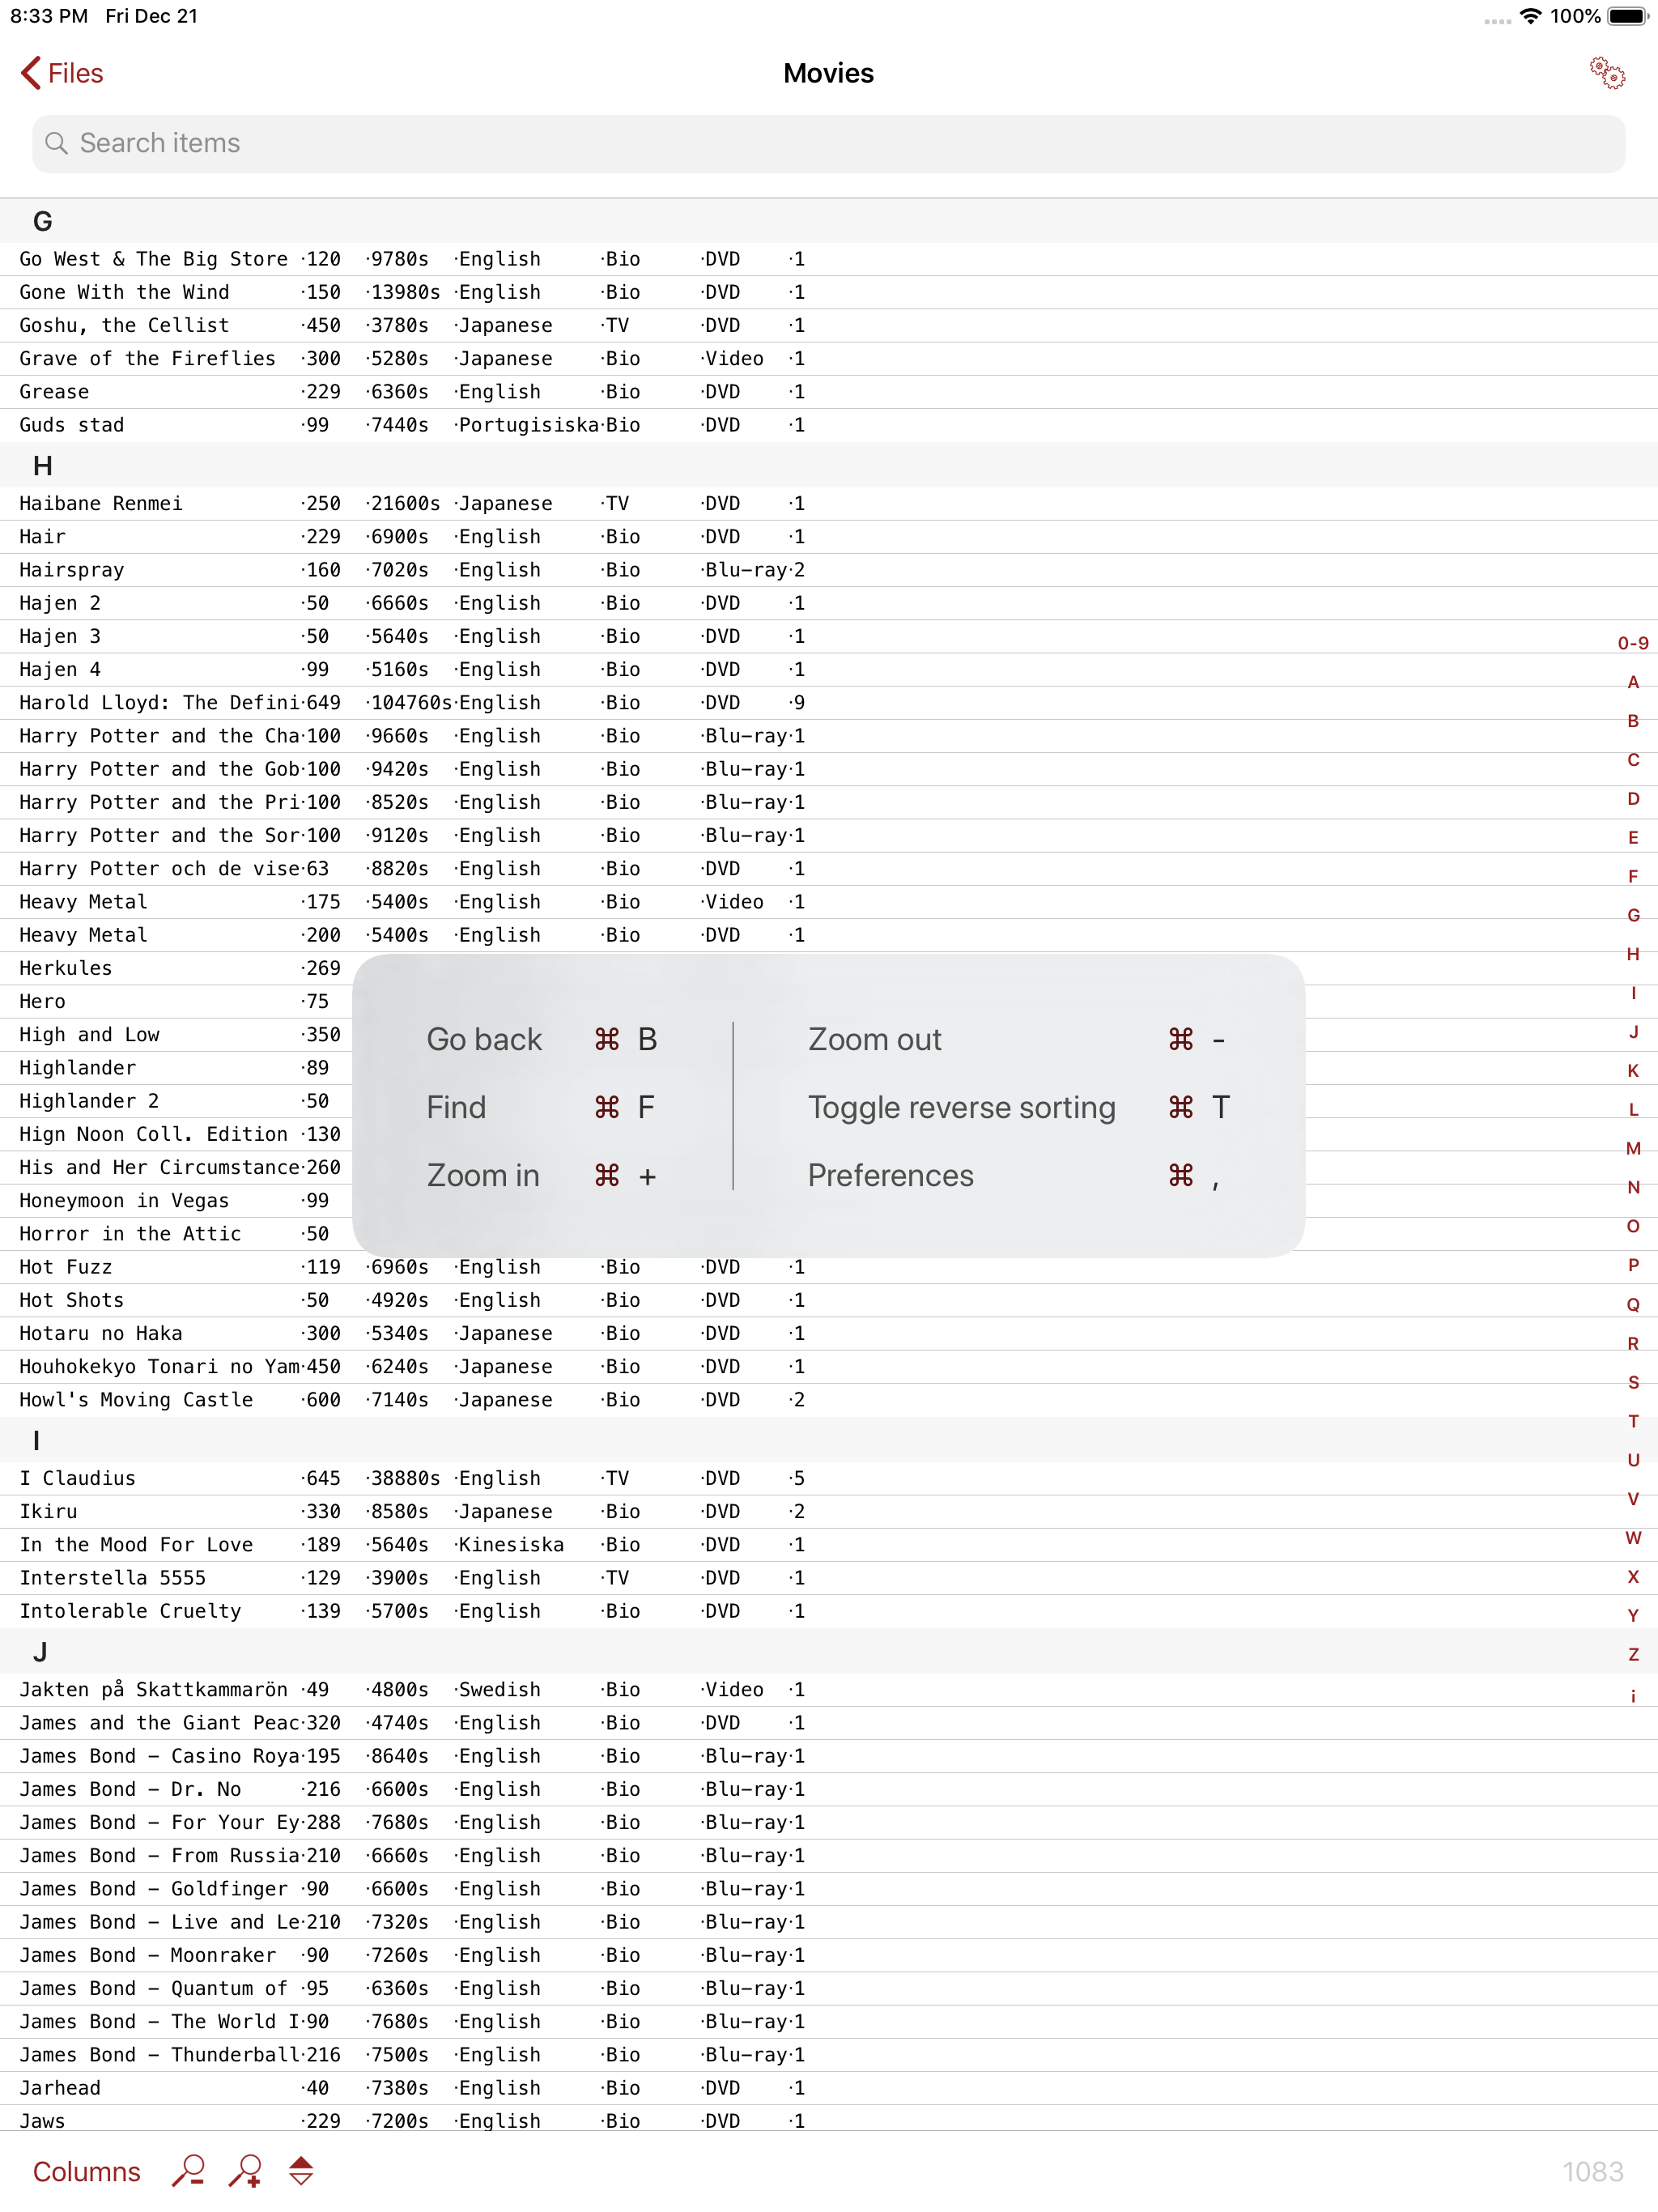 8:33 PM Fri Dec 21 100%
Files Movies
Search items
G
Go West & The Big Store ·120 ·9780s ·English ·Bio ·DVD ·1
Gone With the Wind ·150 ·13980s ·English ·Bio ·DVD ·1
Goshu, the Cellist ·450 ·3780s ·Japanese ·TV ·DVD ·1
Grave of the Fireflies ·300 ·5280s ·Japanese ·Bio ·Video ·1
Grease ·229 ·6360s ·English ·Bio ·DVD ·1
Guds stad ·99 ·7440s ·Portugisiska·Bio ·DVD ·1
H
Haibane Renmei ·250 ·21600s ·Japanese ·TV ·DVD ·1
Hair ·229 ·6900s ·English ·Bio ·DVD ·1
Hairspray ·160 ·7020s ·English ·Bio ·Blu-ray·2
Hajen 2 ·50 ·6660s ·English ·Bio ·DVD ·1
Hajen 3 ·50 ·5640s ·English ·Bio ·DVD ·1
Hajen 4 ·99 ·5160s ·English ·Bio ·DVD ·1
Harold Lloyd: The Defini·649 ·104760s·English ·Bio ·DVD ·9
Harry Potter and the Cha·100 ·9660s ·English ·Bio ·Blu-ray·1
Harry Potter and the Gob·100 ·9420s ·English ·Bio ·Blu-ray·1
Harry Potter and the Pri·100 ·8520s ·English ·Bio ·Blu-ray·1
Harry Potter and the Sor·100 ·9120s ·English ·Bio ·Blu-ray·1
Harry Potter och de vise·63 ·8820s ·English ·Bio ·DVD ·1
Heavy Metal ·175 ·5400s ·English ·Bio ·Video ·1
Heavy Metal ·200 ·5400s ·English ·Bio ·DVD ·1
Herkules ·269
Hero ·75
High and Low ·350
Highlander ·89
Highlander 2 ·50
Hign Noon Coll. Edition ·130
His and Her Circumstance·260
Honeymoon in Vegas ·99
Horror in the Attic ·50
Go back ⌘ B
Find ⌘ F
Zoom in ⌘ +
Zoom out ⌘ -
Toggle reverse sorting ⌘ T
Preferences ⌘ ,
Hot Fuzz ·119 ·6960s ·English ·Bio ·DVD ·1
Hot Shots ·50 ·4920s ·English ·Bio ·DVD ·1
Hotaru no Haka ·300 ·5340s ·Japanese ·Bio ·DVD ·1
Houhokekyo Tonari no Yam·450 ·6240s ·Japanese ·Bio ·DVD ·1
Howl's Moving Castle ·600 ·7140s ·Japanese ·Bio ·DVD ·2
I
I Claudius ·645 ·38880s ·English ·TV ·DVD ·5
Ikiru ·330 ·8580s ·Japanese ·Bio ·DVD ·2
In the Mood For Love ·189 ·5640s ·Kinesiska ·Bio ·DVD ·1
Interstella 5555 ·129 ·3900s ·English ·TV ·DVD ·1
Intolerable Cruelty ·139 ·5700s ·English ·Bio ·DVD ·1
J
Jakten på Skattkammarön ·49 ·4800s ·Swedish ·Bio ·Video ·1
James and the Giant Peac·320 ·4740s ·English ·Bio ·DVD ·1
James Bond – Casino Roya·195 ·8640s ·English ·Bio ·Blu-ray·1
James Bond – Dr. No ·216 ·6600s ·English ·Bio ·Blu-ray·1
James Bond – For Your Ey·288 ·7680s ·English ·Bio ·Blu-ray·1
James Bond – From Russia·210 ·6660s ·English ·Bio ·Blu-ray·1
James Bond – Goldfinger ·90 ·6600s ·English ·Bio ·Blu-ray·1
James Bond – Live and Le·210 ·7320s ·English ·Bio ·Blu-ray·1
James Bond – Moonraker ·90 ·7260s ·English ·Bio ·Blu-ray·1
James Bond – Quantum of ·95 ·6360s ·English ·Bio ·Blu-ray·1
James Bond – The World I·90 ·7680s ·English ·Bio ·Blu-ray·1
James Bond – Thunderball·216 ·7500s ·English ·Bio ·Blu-ray·1
Jarhead ·40 ·7380s ·English ·Bio ·DVD ·1
Jaws ·229 ·7200s ·English ·Bio ·DVD ·1
0-9
A
B
C
D
E
F
G
H
I
J
K
L
M
N
O
P
Q
R
S
T
U
V
W
X
Y
Z
¡
Columns 1083